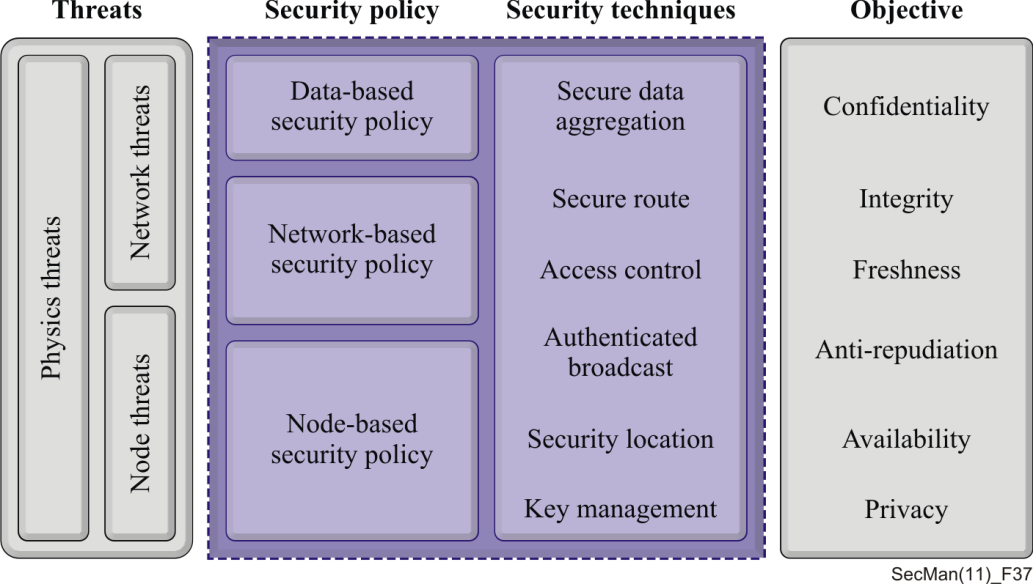 Threats
Security policy
Security techniques
Objective
Physics threats
Network threats
Node threats
Data-based
security policy
Network-based
security policy
Node-based
security policy
Secure data
aggregation
Secure route
Access control
Authenticated
broadcast
Security location
Key management
Confidentiality
Integrity
Freshness
Anti-repudiation
Availability
Privacy
SecMan(11)_F37